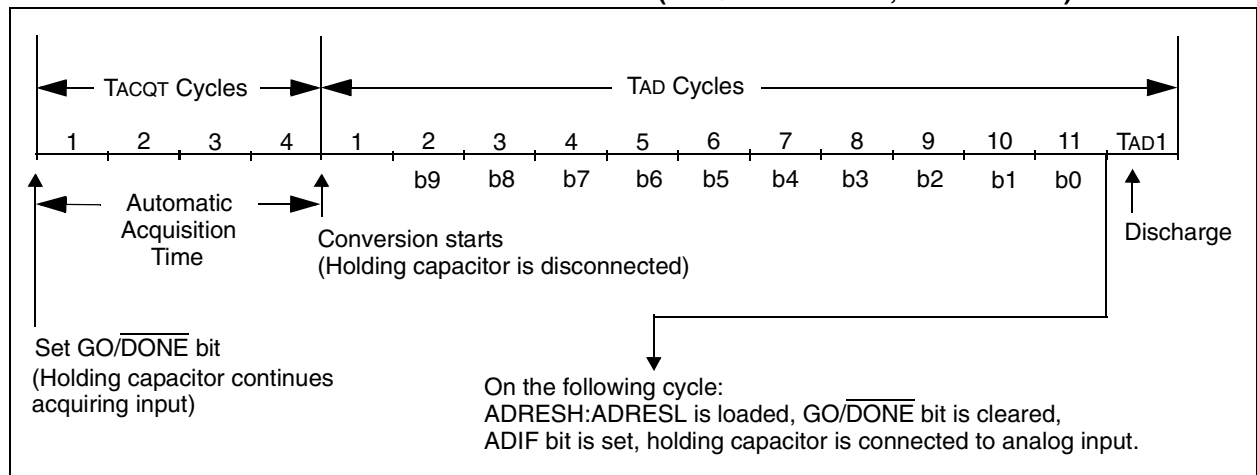 TACQT Cycles
TAD Cycles
1 2 3 4 1 2 3 4 5 6 7 8 9 10 11 TAD1
b9 b8 b7 b6 b5 b4 b3 b2 b1 b0
Automatic
Acquisition
Time
Conversion starts
(Holding capacitor is disconnected)
Discharge
Set GO/DONE bit
(Holding capacitor continues
acquiring input)
On the following cycle:
ADRESH:ADRESL is loaded, GO/DONE bit is cleared,
ADIF bit is set, holding capacitor is connected to analog input.